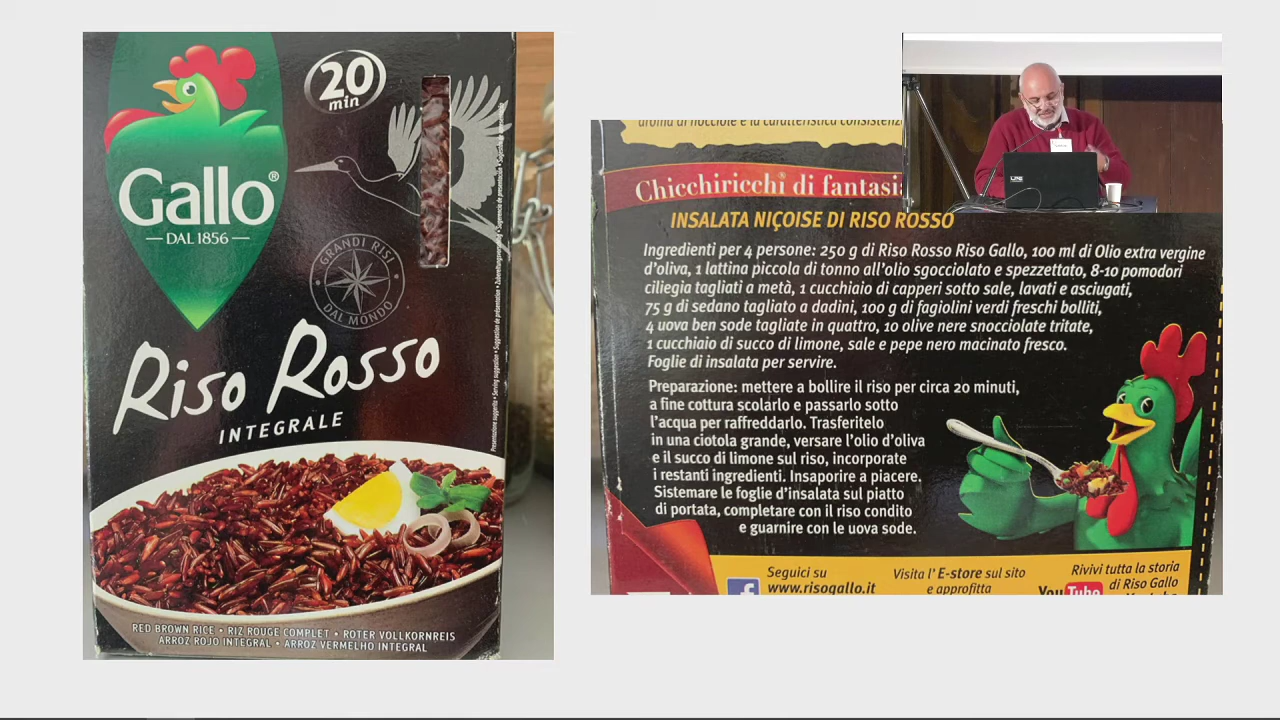 20
min
Gallo®
DAL 1856
GRANDI RISI
DAL MONDO
Riso Rosso
INTEGRALE
RED BROWN RICE • RIZ ROUGE COMPLET • ROTER VOLLKORNREIS
ARROZ ROJO INTEGRAL • ARROZ VERMELHO INTEGRAL
aroma di nocciole e la caratteristica consistenz
Chicchiricchi di fantasia
INSALATA NIÇOISE DI RISO ROSSO
Ingredienti per 4 persone: 250 g di Riso Rosso Riso Gallo, 100 ml di Olio extra vergine
d'oliva, 1 lattina piccola di tonno all'olio sgocciolato e spezzettato, 8-10 pomodori
ciliegia tagliati a metà, 1 cucchiaio di capperi sotto sale, lavati e asciugati,
75 g di sedano tagliato a dadini, 100 g di fagiolini verdi freschi bolliti,
4 uova ben sode tagliate in quattro, 10 olive nere snocciolate tritate,
1 cucchiaio di succo di limone, sale e pepe nero macinato fresco.
Foglie di insalata per servire.
Preparazione: mettere a bollire il riso per circa 20 minuti,
a fine cottura scolarlo e passarlo sotto
l'acqua per raffreddarlo. Trasferitelo
in una ciotola grande, versare l'olio d'oliva
e il succo di limone sul riso, incorporate
i restanti ingredienti. Insaporire a piacere.
Sistemare le foglie d'insalata sul piatto
di portata, completare con il riso condito
e guarnire con le uova sode.
Seguici su
www.risogallo.it
Visita l'E-store sul sito
e approfitta
Rivivi tutta la storia
di Riso Gallo
YouTube